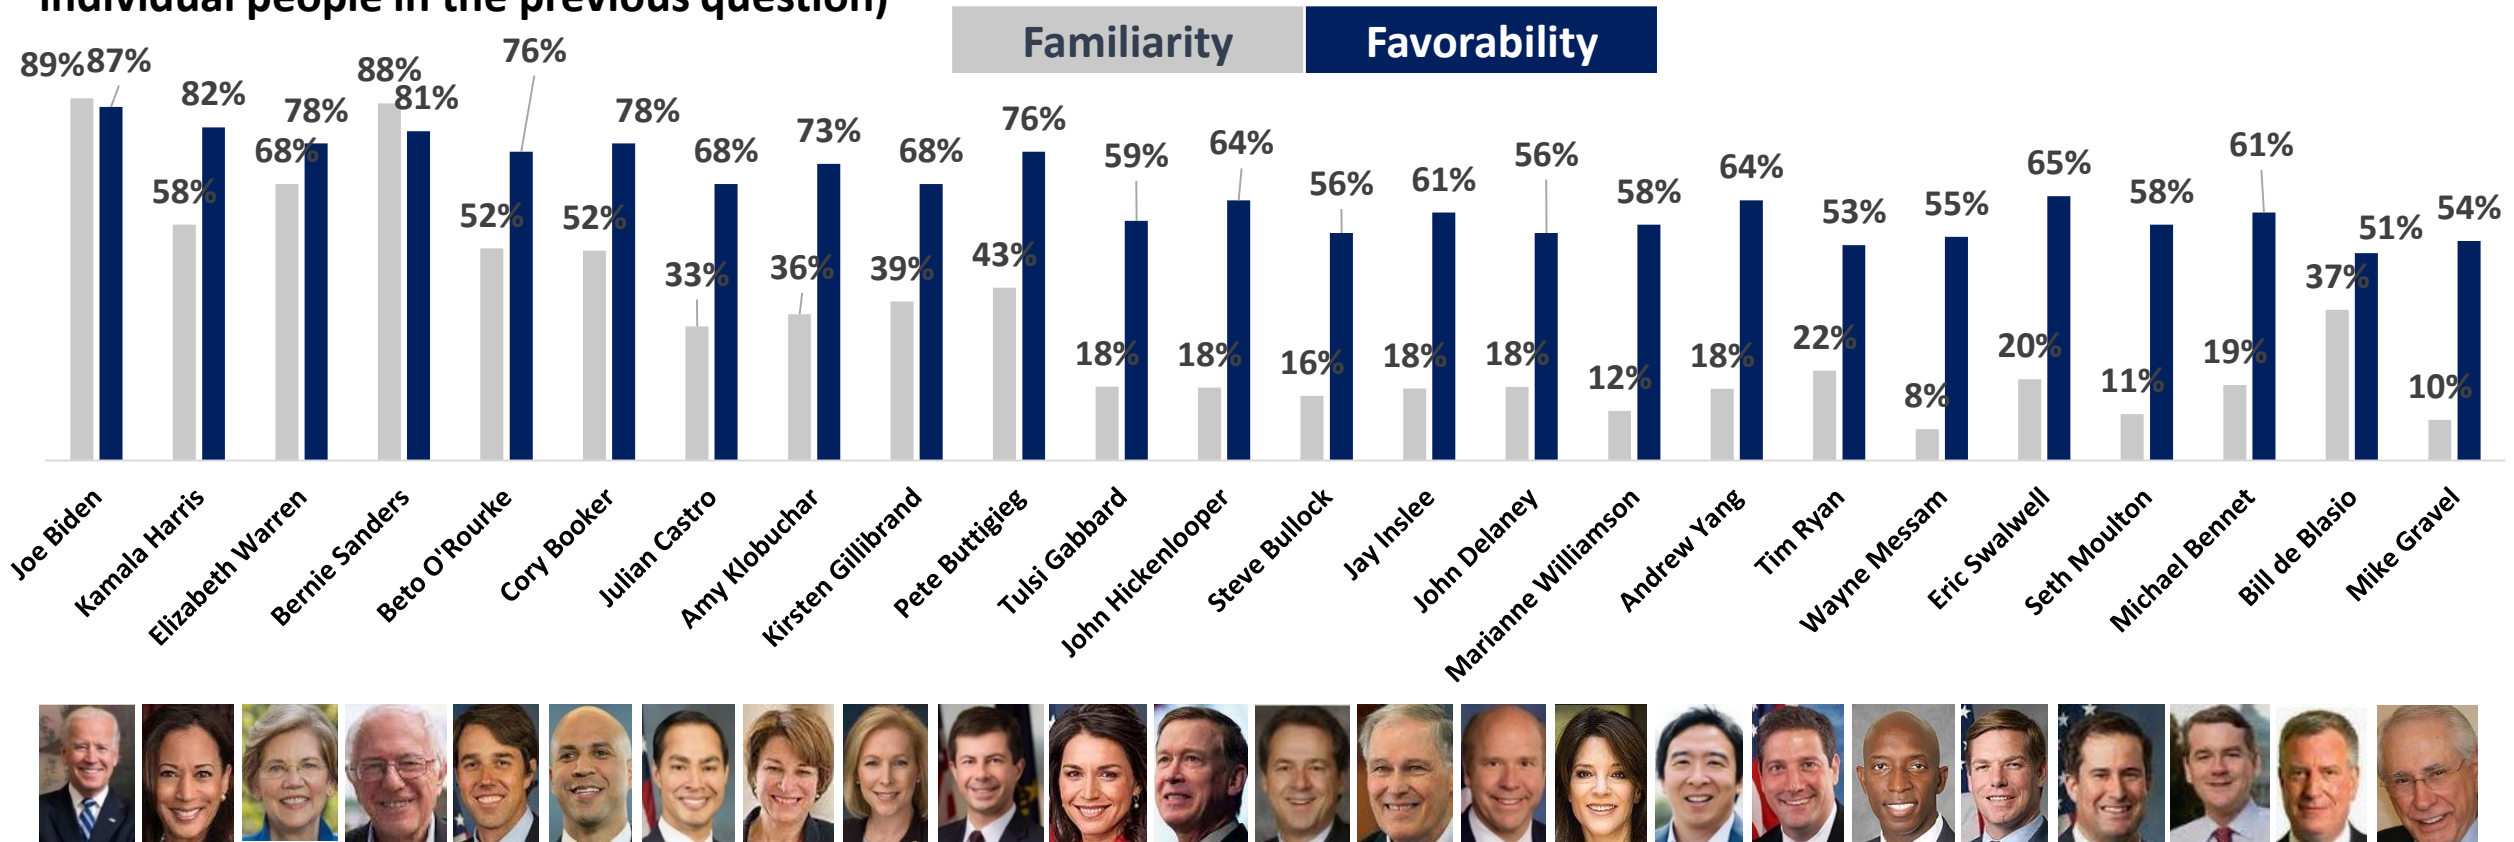 individual people in the previous question)
Familiarity Favorability
89% 87%
58% 82%
68% 78%
88% 81%
52% 76%
52% 78%
33% 68%
36% 73%
39% 68%
43% 76%
18% 59%
18% 64%
16% 56%
18% 61%
18% 56%
12% 58%
18% 64%
22% 53%
8% 55%
20% 65%
11% 58%
19% 61%
37% 51%
10% 54%
Joe Biden
Kamala Harris
Elizabeth Warren
Bernie Sanders
Beto O'Rourke
Cory Booker
Julian Castro
Amy Klobuchar
Kirsten Gillibrand
Pete Buttigieg
Tulsi Gabbard
John Hickenlooper
Steve Bullock
Jay Inslee
John Delaney
Marianne Williamson
Andrew Yang
Tim Ryan
Wayne Messam
Eric Swalwell
Seth Moulton
Michael Bennet
Bill de Blasio
Mike Gravel